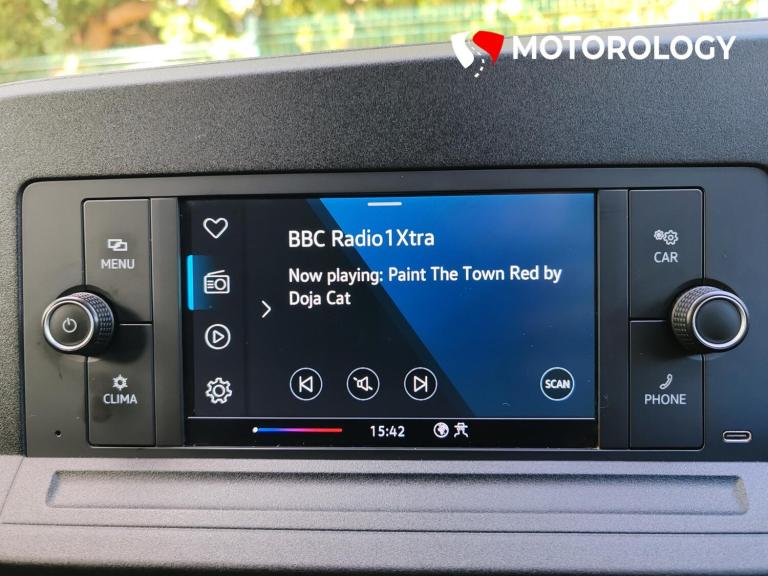 MOTOROLOGY
MENU
CLIMA
BBC Radio1Xtra
Now playing: Paint The Town Red by
Doja Cat
SCAN
15:42
CAR
PHONE